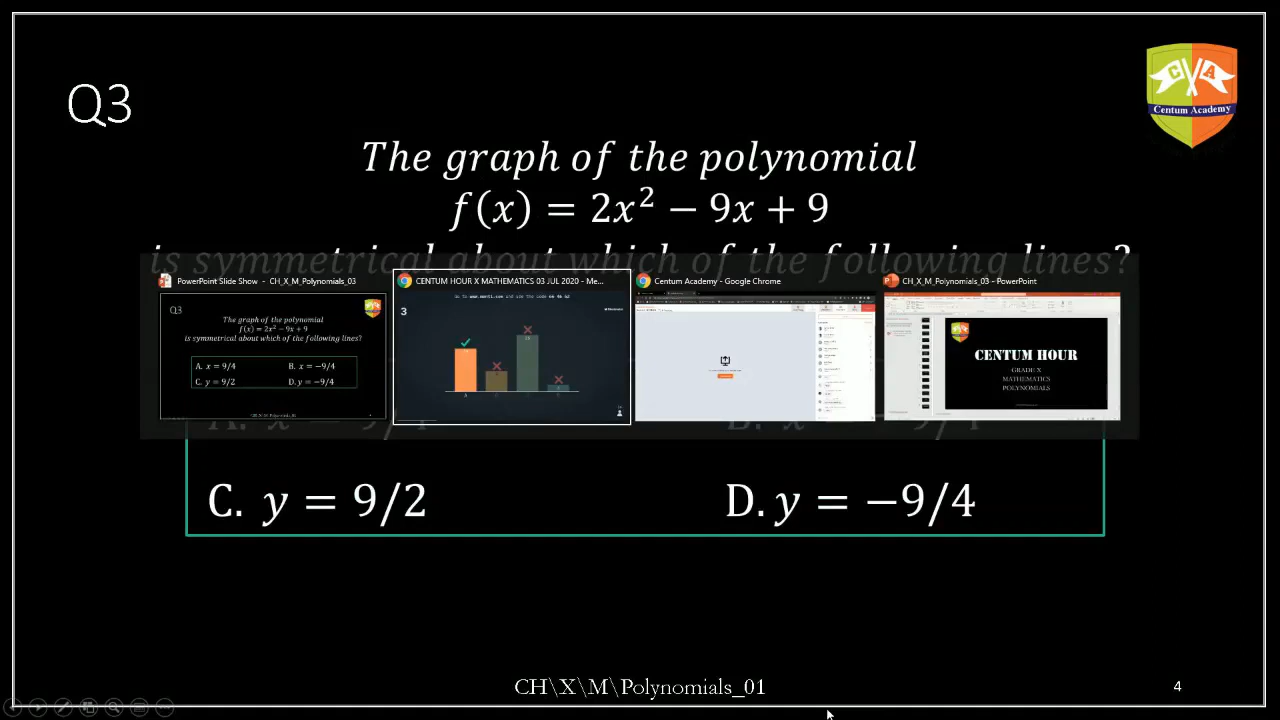 Q3
C A
Centum Academy
The graph of the polynomial
f(x) = 2x² − 9x + 9
is symmetrical about which of the following liness?
PowerPoint Slide Show - CH_X_M_Polynomials_03
CENTUM HOUR X MATHEMATICS 03 JUL 2020 - Me...
Centum Academy - Google Chrome
CH_X_M_Polynomials_03 - PowerPoint
Q3
The graph of the polynomial
f(x) = 2x² − 9x + 9
is symmetrical about which of the following lines?
A. x = 9/4 B. x = −9/4
C. y = 9/2 D. y = −9/4
3
A
CENTUM HOUR
GRADE X
MATHEMATICS
POLYNOMIALS
C. y = 9/2 D. y = −9/4
CH\X\M\Polynomials_01
4